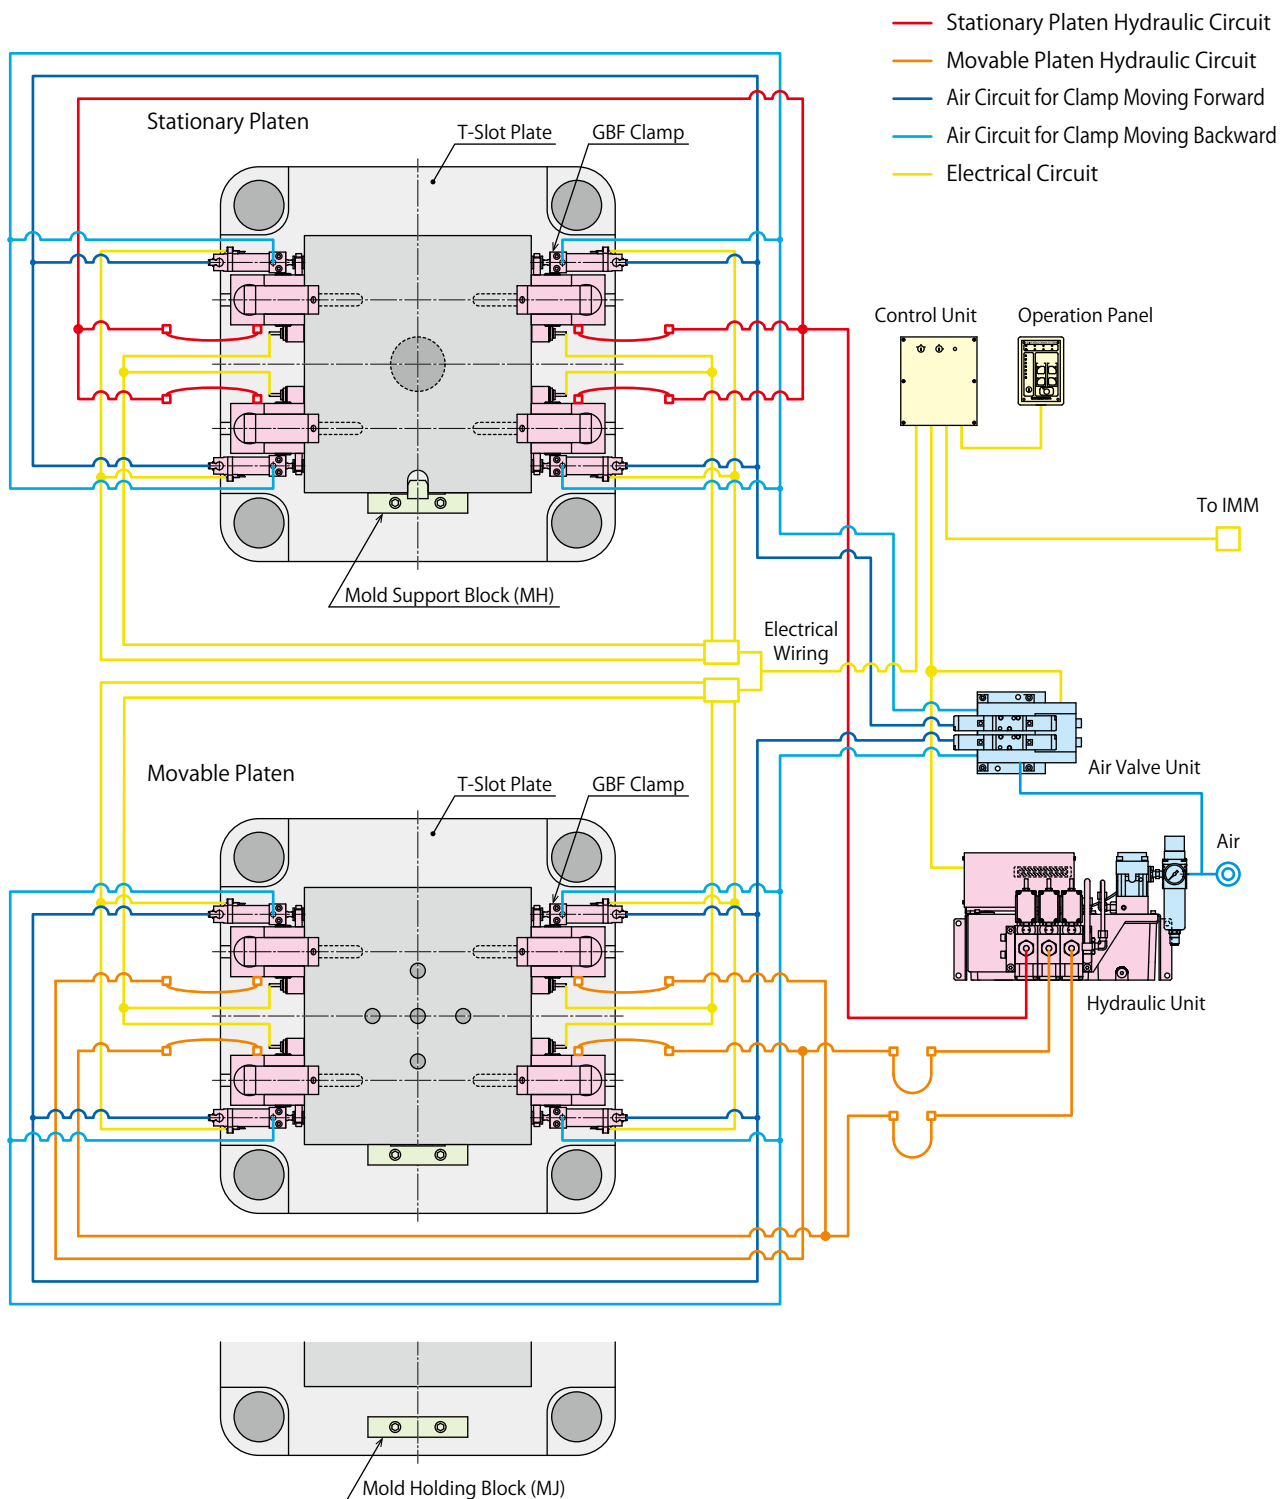 Stationary Platen Hydraulic Circuit
Movable Platen Hydraulic Circuit
Air Circuit for Clamp Moving Forward
Air Circuit for Clamp Moving Backward
Electrical Circuit
Stationary Platen
T-Slot Plate
GBF Clamp
Control Unit
Operation Panel
To IMM
Mold Support Block (MH)
Electrical
Wiring
Movable Platen
T-Slot Plate
GBF Clamp
Air Valve Unit
Air
Hydraulic Unit
Mold Holding Block (MJ)